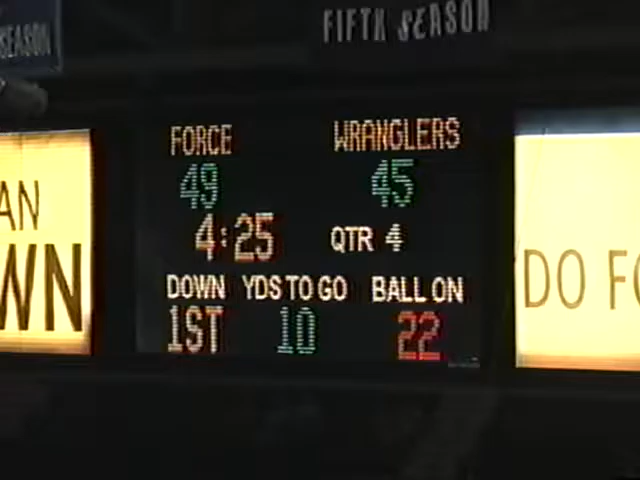 SEASON
FIFTH SEASON
FORCE WRANGLERS
49 45
4:25 QTR 4
DOWN YDS TO GO BALL ON
1ST 10 22
AN
WN
DO FO